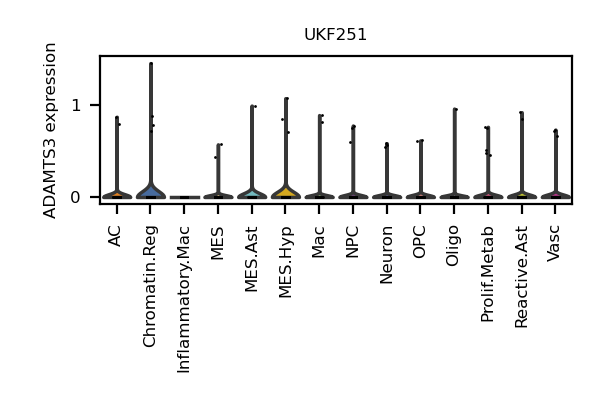 UKF251
ADAMTS3 expression
1
0
AC
Chromatin.Reg
Inflammatory.Mac
MES
MES.Ast
MES.Hyp
Mac
NPC
Neuron
OPC
Oligo
Prolif.Metab
Reactive.Ast
Vasc